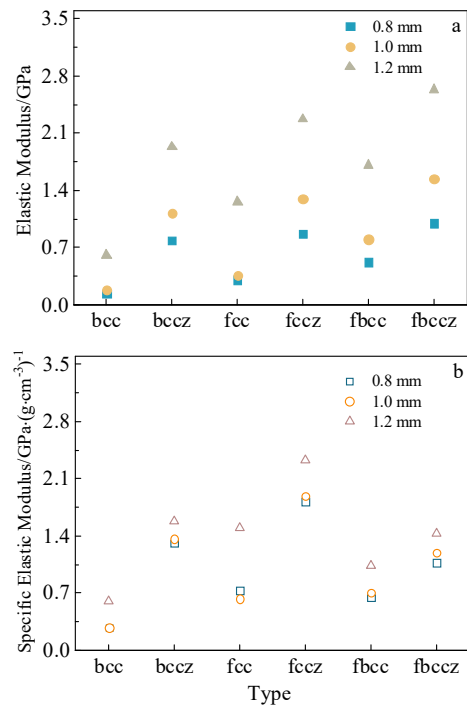 a
0.8 mm
1.0 mm
1.2 mm
Elastic Modulus/GPa
3.5
2.8
2.1
1.4
0.7
0.0
bcc bccz fcc fccz fbcc fbccz
b
0.8 mm
1.0 mm
1.2 mm
Specific Elastic Modulus/GPa·(g·cm⁻³)⁻¹
3.5
2.8
2.1
1.4
0.7
0.0
bcc bccz fcc fccz fbcc fbccz
Type